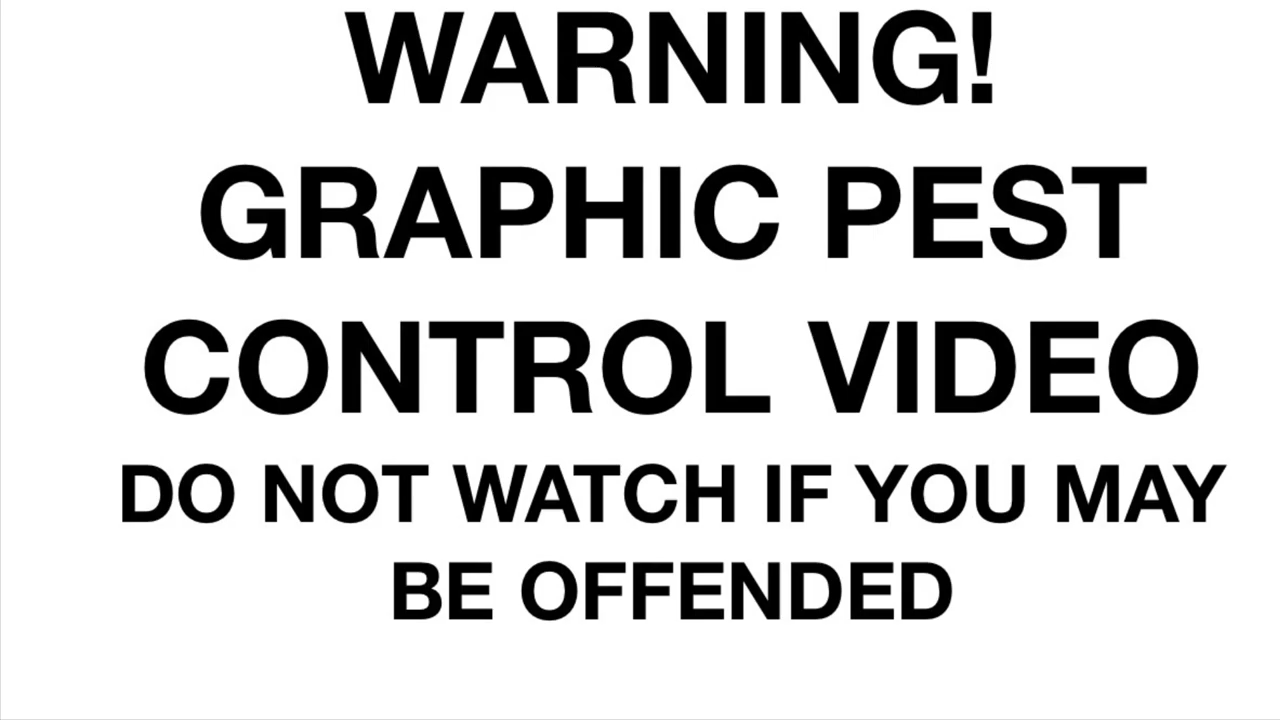 WARNING!
GRAPHIC PEST
CONTROL VIDEO
DO NOT WATCH IF YOU MAY
BE OFFENDED